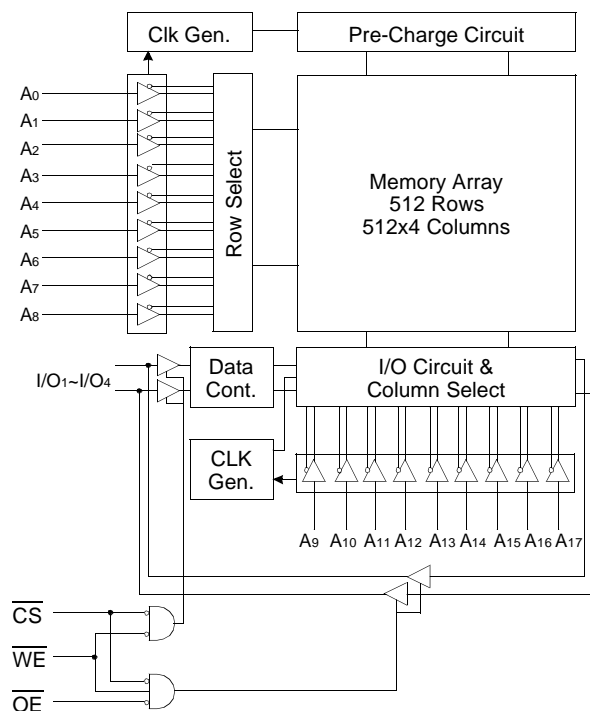 Clk Gen.
Pre-Charge Circuit
A0
A1
A2
A3
A4
A5
A6
A7
A8
Row Select
Memory Array
512 Rows
512x4 Columns
I/O1~I/O4
Data
Cont.
I/O Circuit &
Column Select
CLK
Gen.
A9 A10 A11 A12 A13 A14 A15 A16 A17
CS
WE
OE